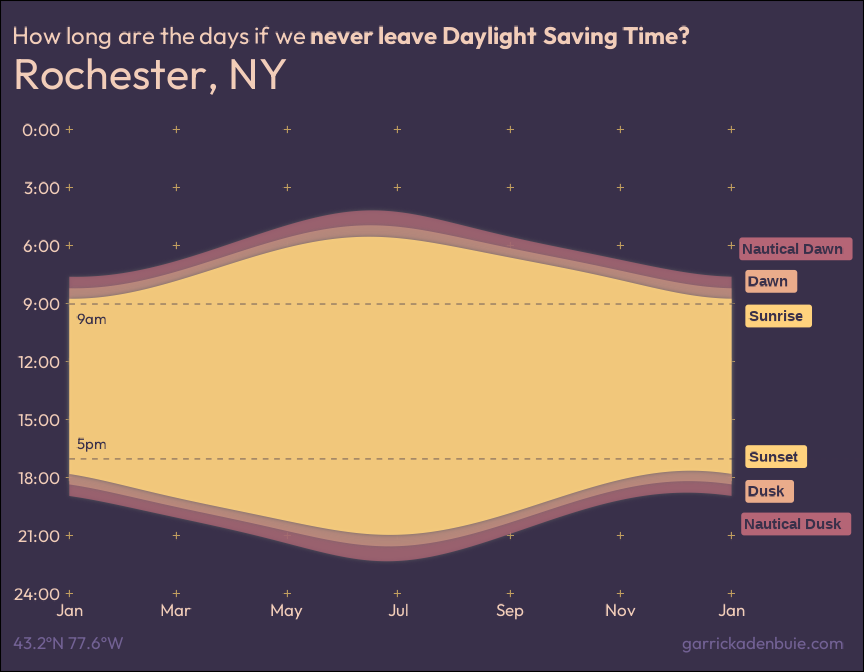 How long are the days if we never leave Daylight Saving Time?
Rochester, NY
0:00
3:00
6:00
Nautical Dawn
Dawn
9:00
9am
Sunrise
12:00
15:00
5pm
Sunset
18:00
Dusk
Nautical Dusk
21:00
24:00
Jan Mar May Jul Sep Nov Jan
43.2°N 77.6°W
garrickadenbuie.com